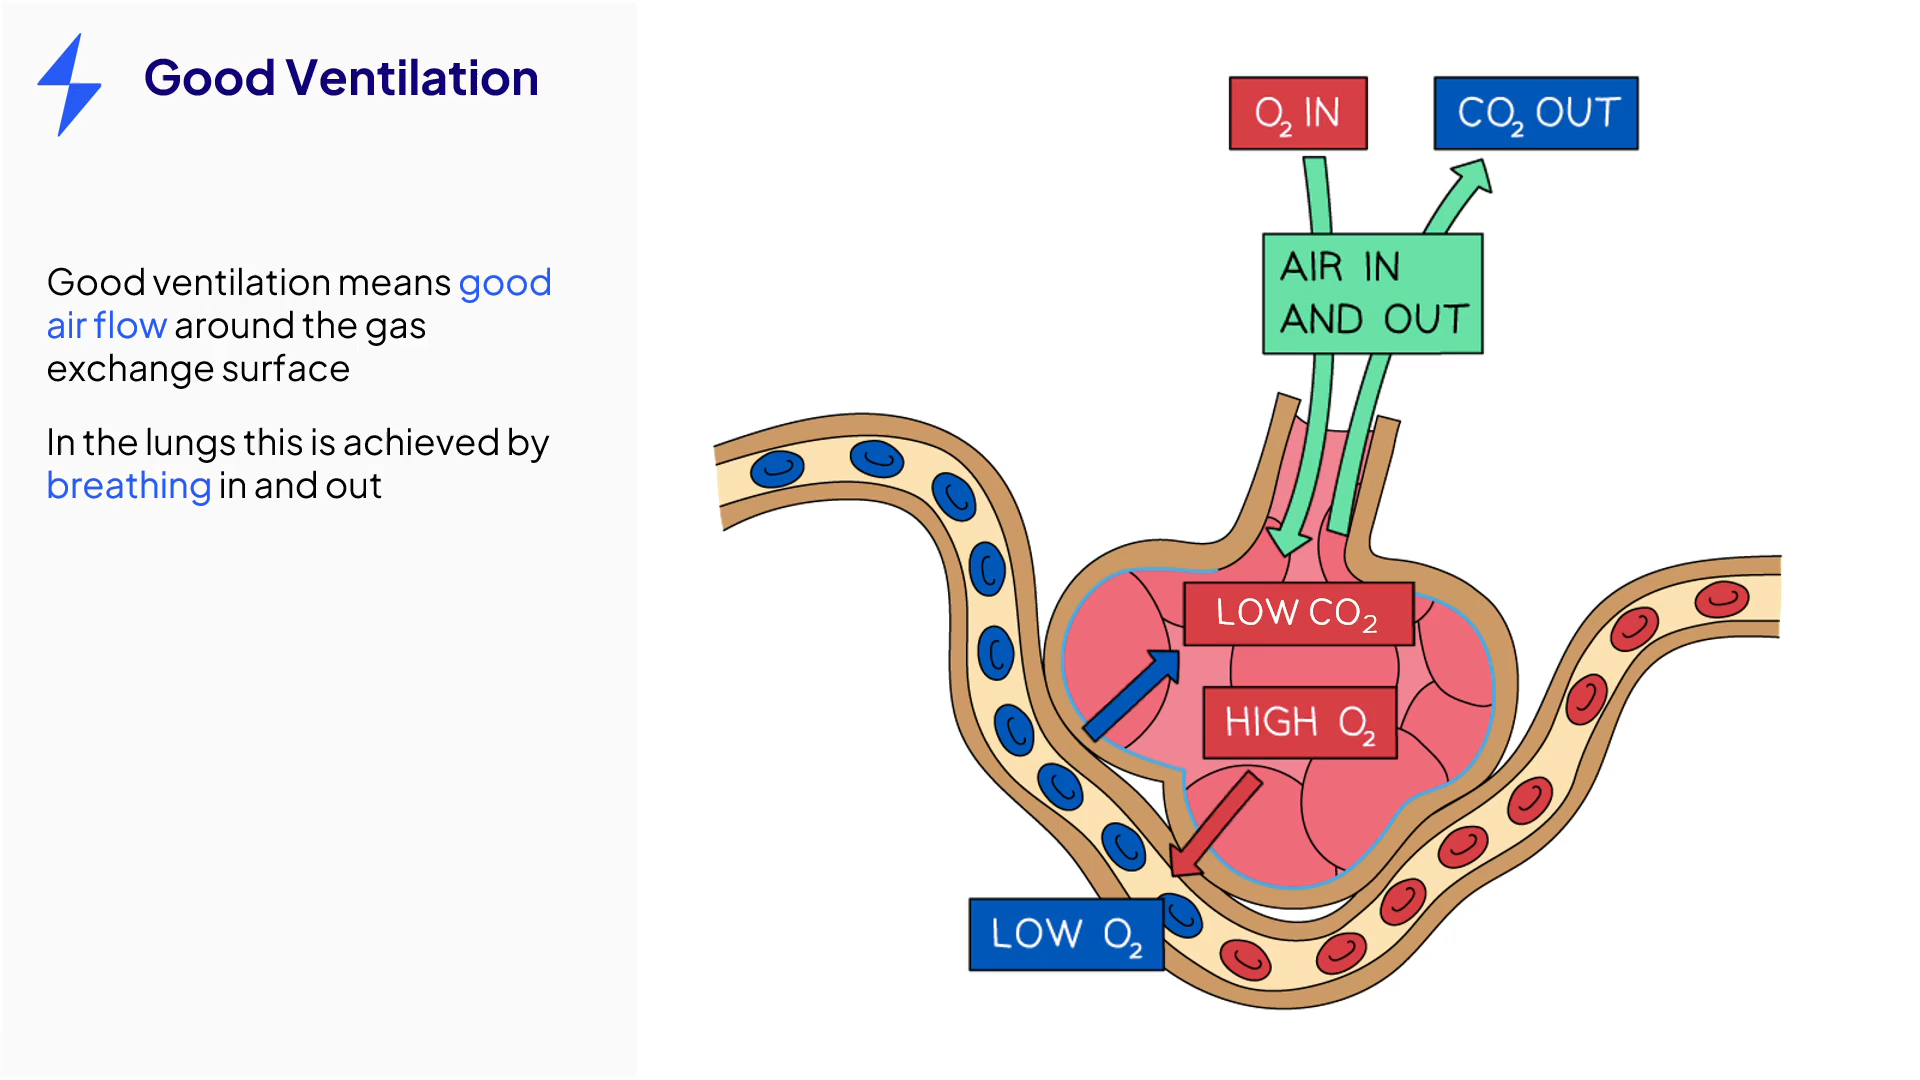 Good Ventilation
Good ventilation means good
air flow around the gas
exchange surface
In the lungs this is achieved by
breathing in and out
O₂ IN
CO₂ OUT
AIR IN
AND OUT
LOW CO₂
HIGH O₂
LOW O₂